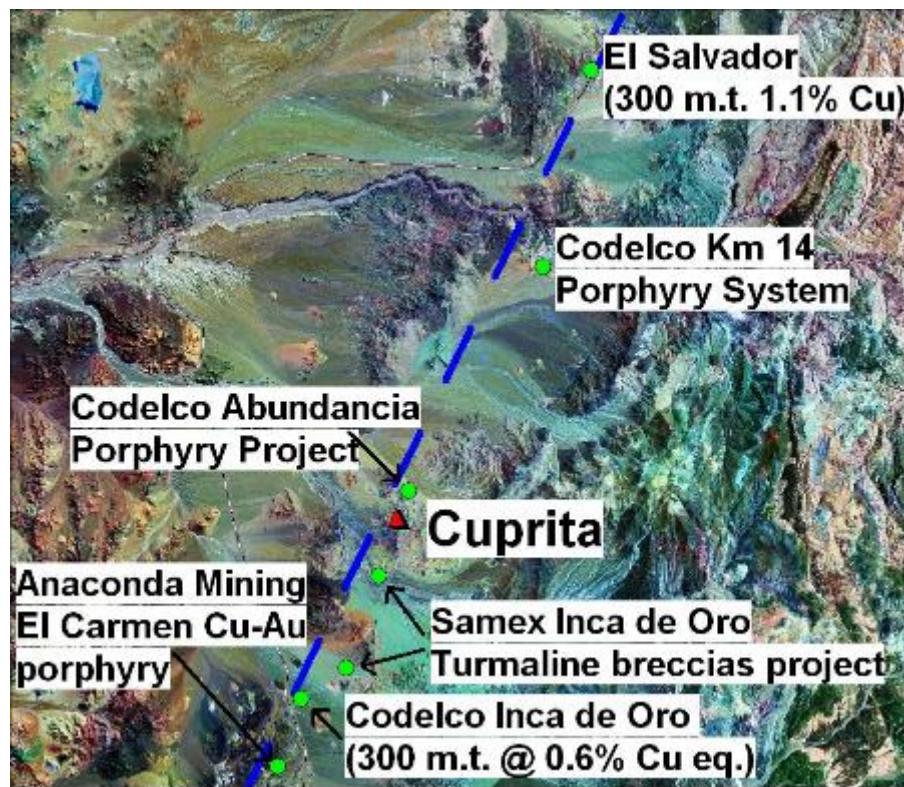 El Salvador
(300 m.t. 1.1% Cu)
Codelco Km 14
Porphyry System
Codelco Abundancia
Porphyry Project
Cuprita
Anaconda Mining
El Carmen Cu-Au
porphyry
Samex Inca de Oro
Turmaline breccias project
Codelco Inca de Oro
(300 m.t. @ 0.6% Cu eq.)